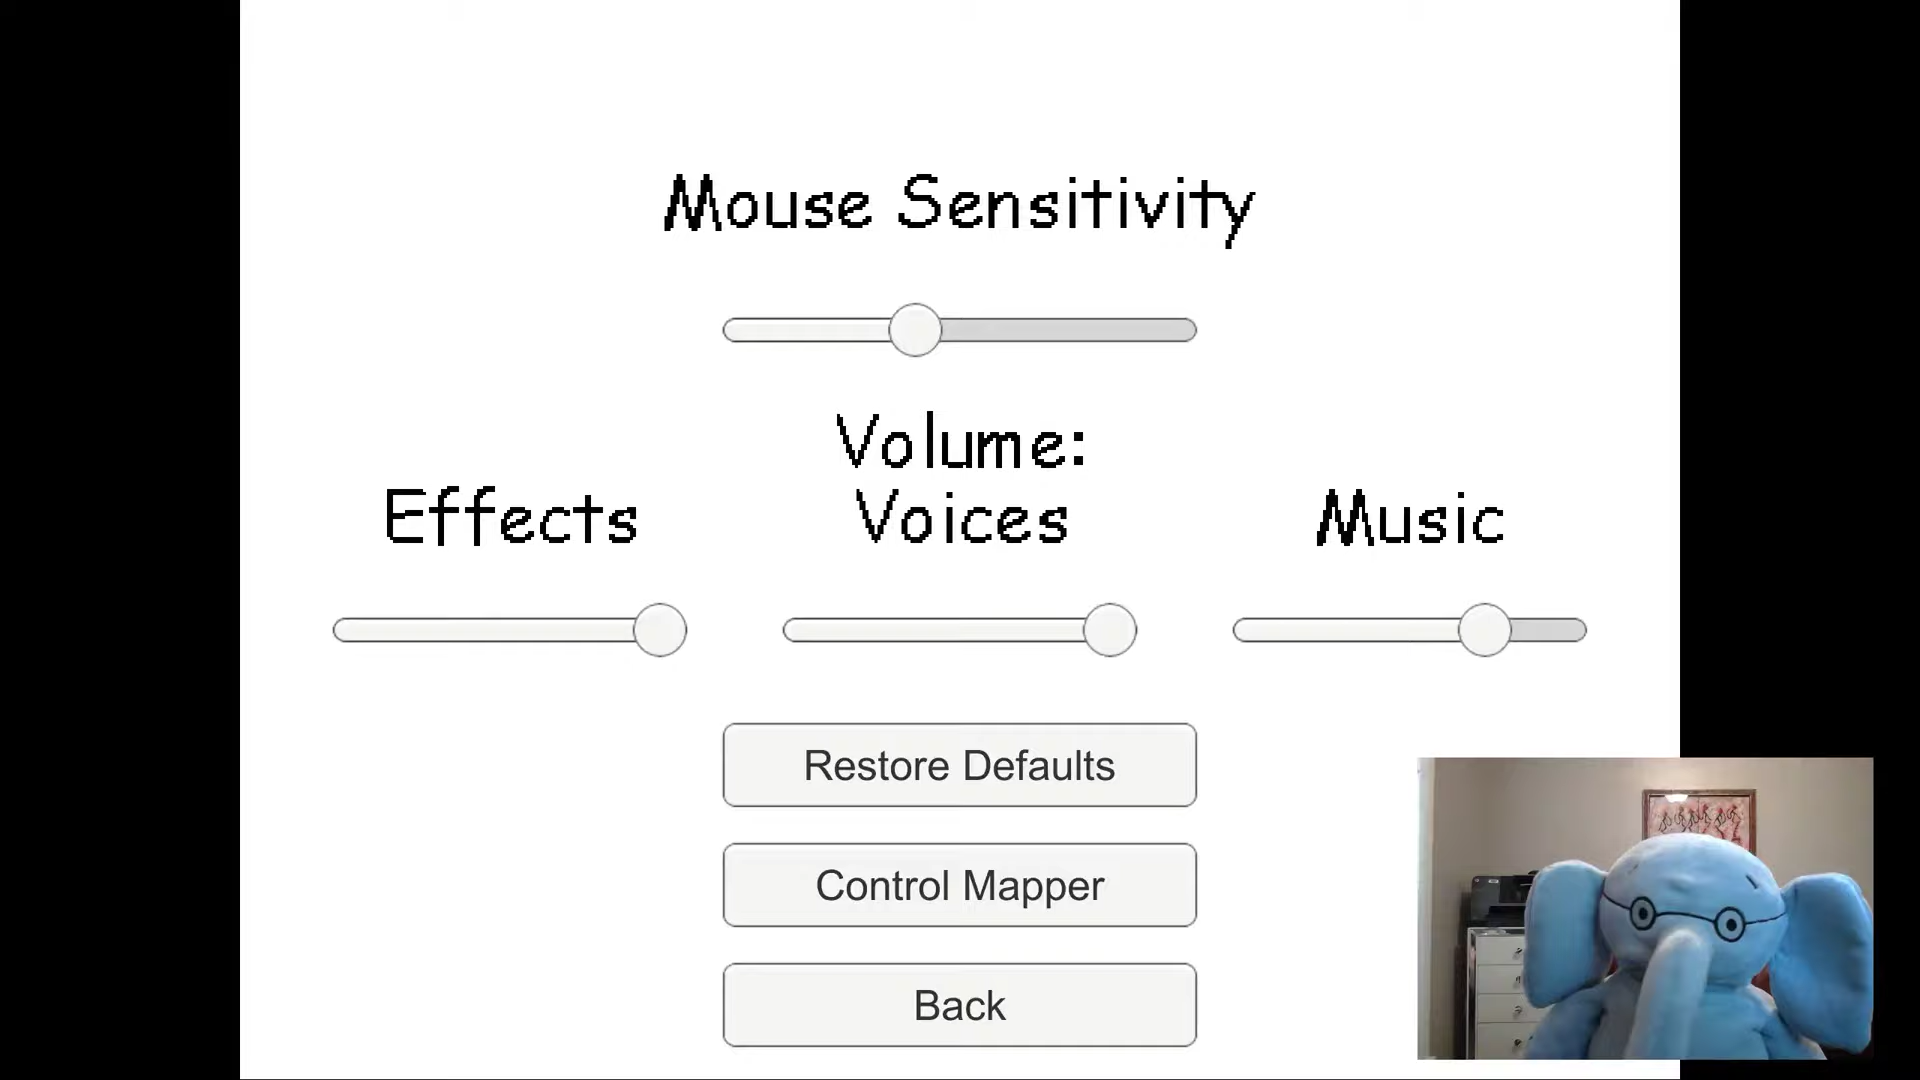 Mouse Sensitivity
Volume:
Effects
Voices
Music
Restore Defaults
Control Mapper
Back